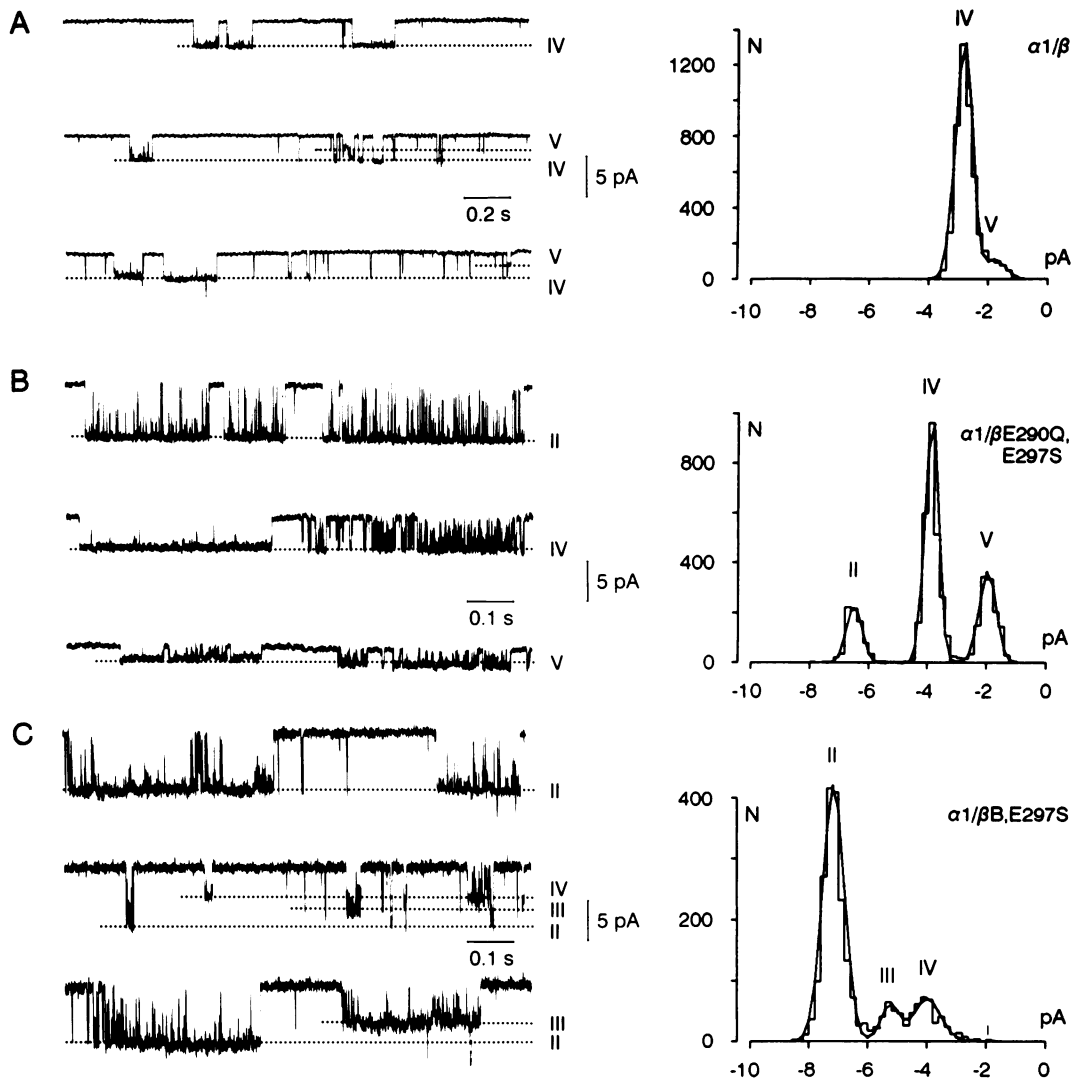 A
IV
V
IV
5 pA
0.2 s
V
IV
IV
α1/β
N
1200
800
400
0
V
pA
-10 -8 -6 -4 -2 0
B
II
IV
5 pA
0.1 s
V
IV
N
α1/βE290Q,
E297S
800
V
II
400
pA
0
-10 -8 -6 -4 -2 0
C
II
IV
III
II
5 pA
0.1 s
III
II
II
400
N
α1/βB,E297S
200
III IV
pA
0
-10 -8 -6 -4 -2 0